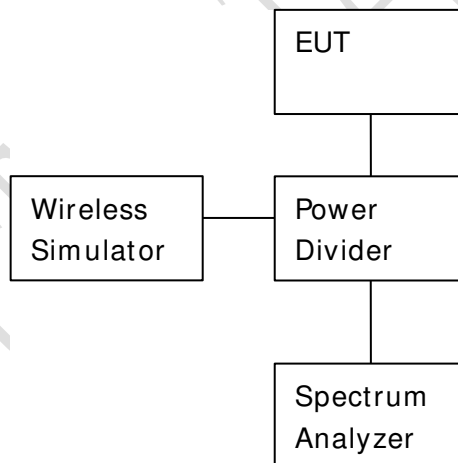 EUT
Wireless
Simulator
Power
Divider
Spectrum
Analyzer